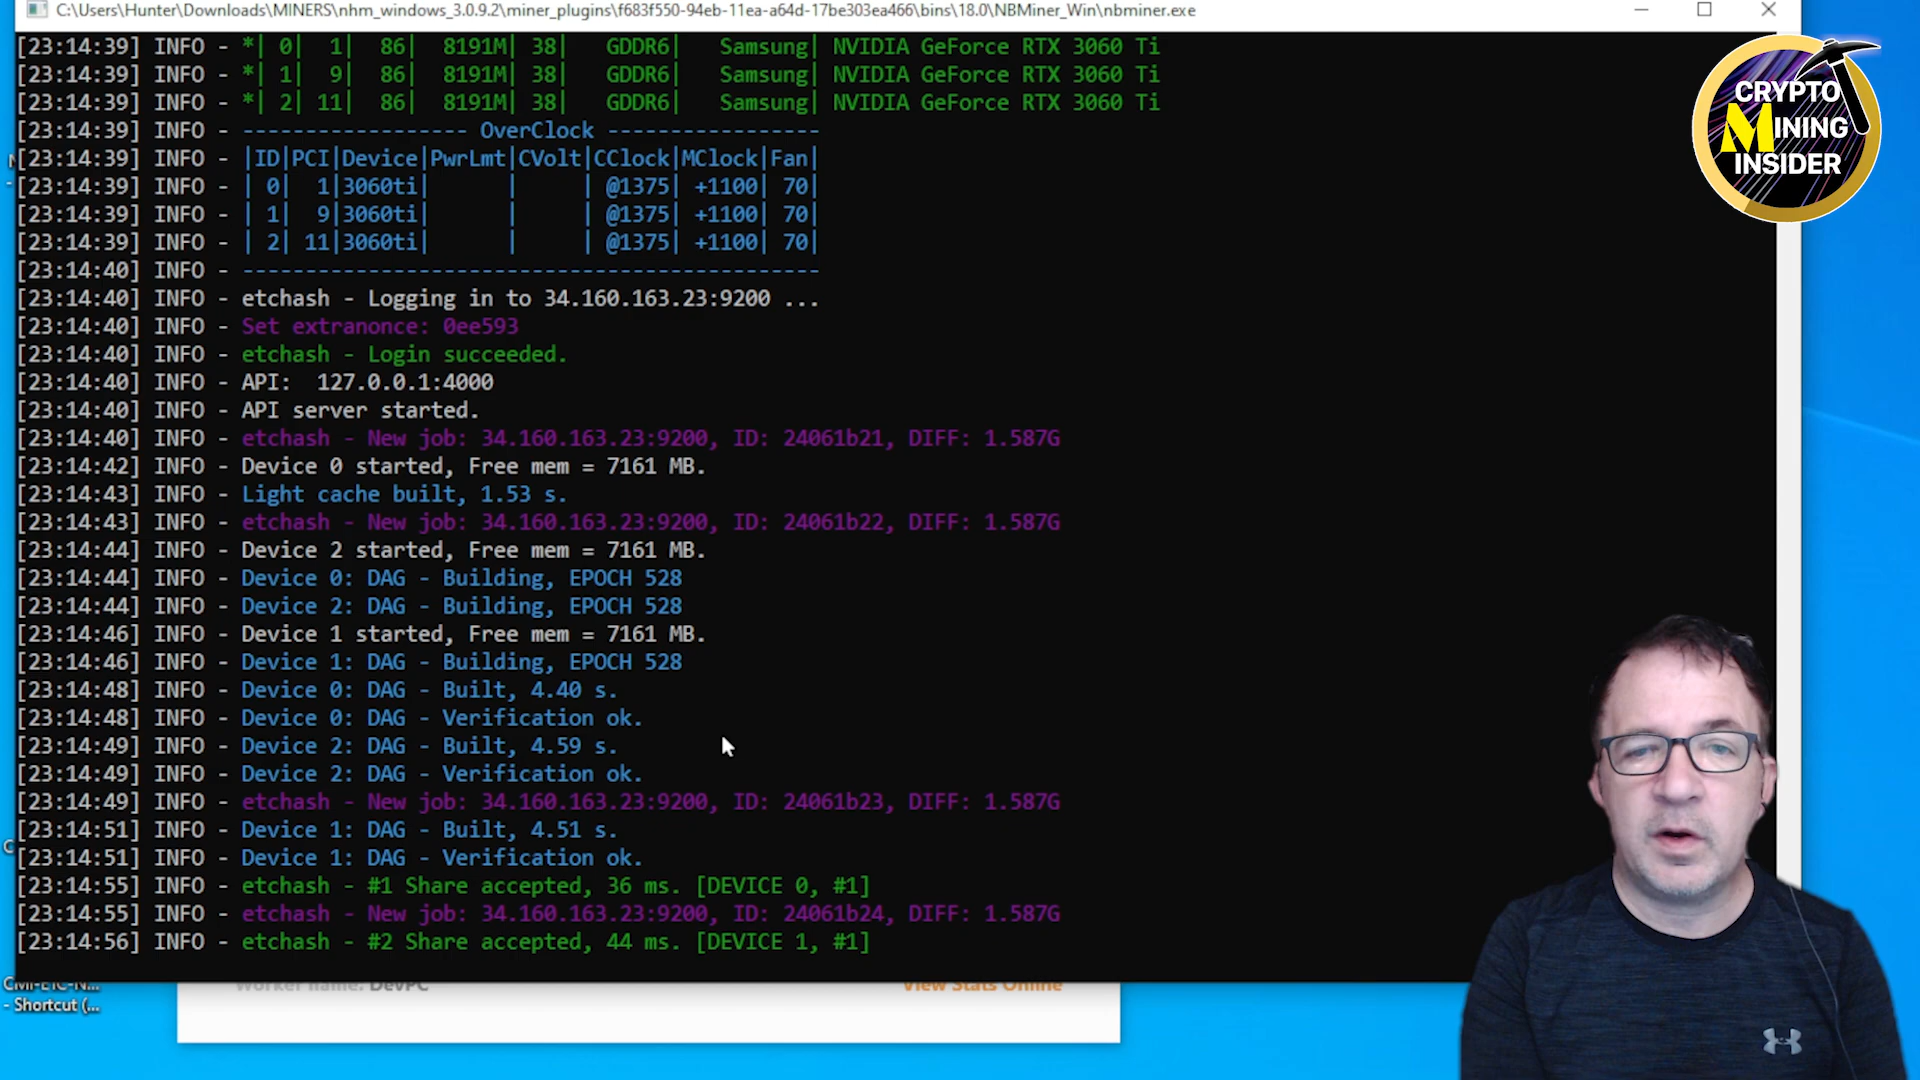 C:\Users\Hunter\Downloads\MINERS\nhm_windows_3.0.9.2\miner_plugins\f683f550-94eb-11ea-a64d-17be303ea466\bins\18.0\NBMiner_Win\nbminer.exe
[23:14:39] INFO - *| 0| 1| 86| 8191M| 38| GDDR6| Samsung| NVIDIA GeForce RTX 3060 Ti
[23:14:39] INFO - *| 1| 9| 86| 8191M| 38| GDDR6| Samsung| NVIDIA GeForce RTX 3060 Ti
[23:14:39] INFO - *| 2| 11| 86| 8191M| 38| GDDR6| Samsung| NVIDIA GeForce RTX 3060 Ti
[23:14:39] INFO - ------------------ OverClock -----------------
[23:14:39] INFO - |ID|PCI|Device|PwrLmt|CVolt|CClock|MClock|Fan|
[23:14:39] INFO - | 0| 1|3060ti| | | @1375| +1100| 70|
[23:14:39] INFO - | 1| 9|3060ti| | | @1375| +1100| 70|
[23:14:39] INFO - | 2| 11|3060ti| | | @1375| +1100| 70|
[23:14:40] INFO - ----------------------------------------------
[23:14:40] INFO - etchash - Logging in to 34.160.163.23:9200 ...
[23:14:40] INFO - Set extranonce: 0ee593
[23:14:40] INFO - etchash - Login succeeded.
[23:14:40] INFO - API: 127.0.0.1:4000
[23:14:40] INFO - API server started.
[23:14:40] INFO - etchash - New job: 34.160.163.23:9200, ID: 24061b21, DIFF: 1.587G
[23:14:42] INFO - Device 0 started, Free mem = 7161 MB.
[23:14:43] INFO - Light cache built, 1.53 s.
[23:14:43] INFO - etchash - New job: 34.160.163.23:9200, ID: 24061b22, DIFF: 1.587G
[23:14:44] INFO - Device 2 started, Free mem = 7161 MB.
[23:14:44] INFO - Device 0: DAG - Building, EPOCH 528
[23:14:44] INFO - Device 2: DAG - Building, EPOCH 528
[23:14:46] INFO - Device 1 started, Free mem = 7161 MB.
[23:14:46] INFO - Device 1: DAG - Building, EPOCH 528
[23:14:48] INFO - Device 0: DAG - Built, 4.40 s.
[23:14:48] INFO - Device 0: DAG - Verification ok.
[23:14:49] INFO - Device 2: DAG - Built, 4.59 s.
[23:14:49] INFO - Device 2: DAG - Verification ok.
[23:14:49] INFO - etchash - New job: 34.160.163.23:9200, ID: 24061b23, DIFF: 1.587G
[23:14:51] INFO - Device 1: DAG - Built, 4.51 s.
[23:14:51] INFO - Device 1: DAG - Verification ok.
[23:14:55] INFO - etchash - #1 Share accepted, 36 ms. [DEVICE 0, #1]
[23:14:55] INFO - etchash - New job: 34.160.163.23:9200, ID: 24061b24, DIFF: 1.587G
[23:14:56] INFO - etchash - #2 Share accepted, 44 ms. [DEVICE 1, #1]
CRYPTO
MINING
INSIDER
CMI-ETC-N...
- Shortcut (...
Worker name: DevPC
View Stats Online